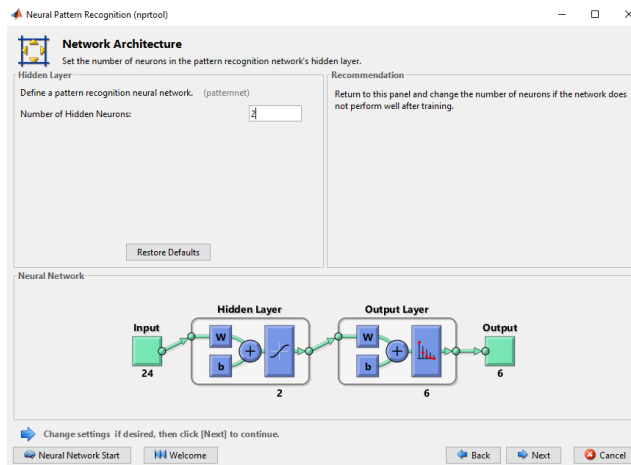 Neural Pattern Recognition (nprtool)
Network Architecture
Set the number of neurons in the pattern recognition network's hidden layer.
Hidden Layer
Define a pattern recognition neural network. (patternnet)
Number of Hidden Neurons: 2
Restore Defaults
Recommendation
Return to this panel and change the number of neurons if the network does
not perform well after training.
Neural Network
Hidden Layer Output Layer
Input Output
W W
+ +
b b
24 6
2 6
Change settings if desired, then click [Next] to continue.
Neural Network Start Welcome Back Next Cancel